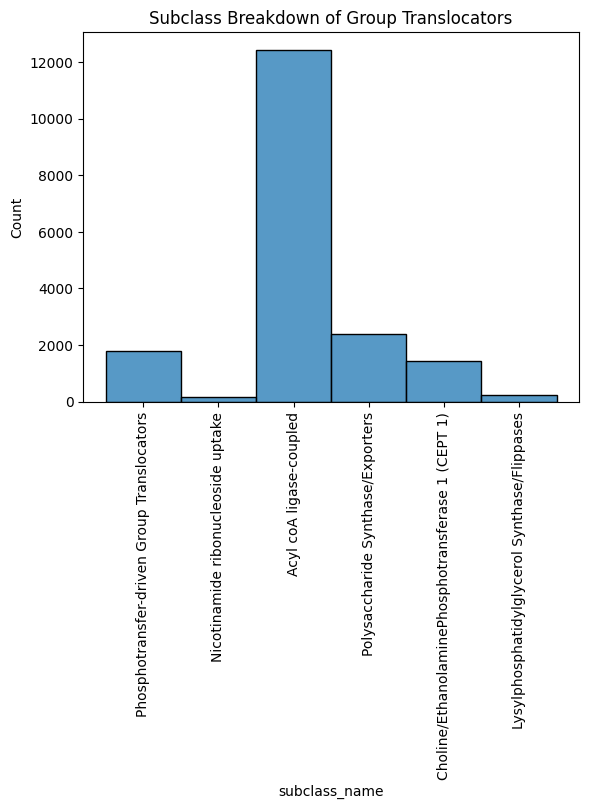 Subclass Breakdown of Group Translocators
Count
12000
10000
8000
6000
4000
2000
0
Phosphotransfer-driven Group Translocators
Nicotinamide ribonucleoside uptake
Acyl coA ligase-coupled
Polysaccharide Synthase/Exporters
Choline/EthanolaminePhosphotransferase 1 (CEPT 1)
Lysylphosphatidylglycerol Synthase/Flippases
subclass_name